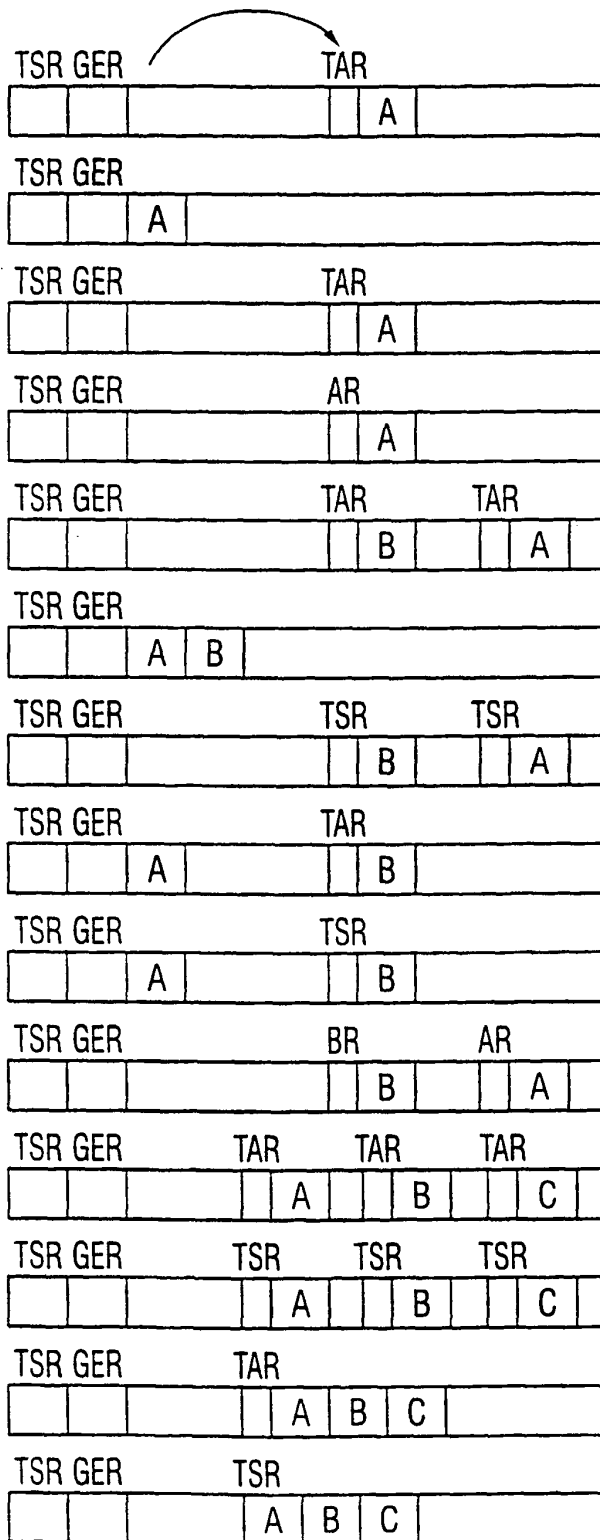 TSR GER TAR
A
TSR GER
A
TSR GER TAR
A
TSR GER AR
A
TSR GER TAR TAR
B A
TSR GER
A B
TSR GER TSR TSR
B A
TSR GER TAR
A B
TSR GER TSR
A B
TSR GER BR AR
B A
TSR GER TAR TAR TAR
A B C
TSR GER TSR TSR TSR
A B C
TSR GER TAR
A B C
TSR GER TSR
A B C